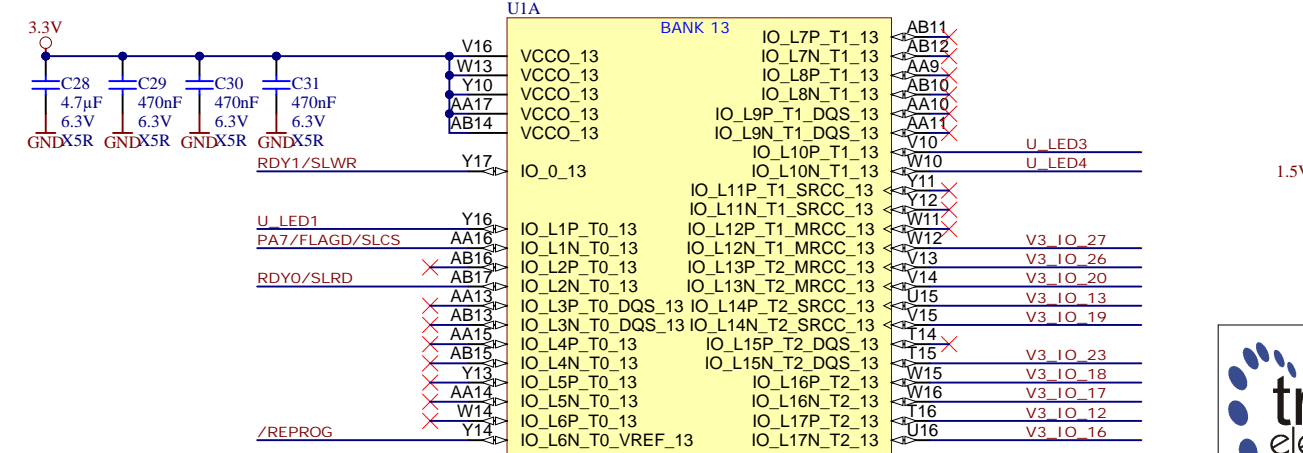 U1A
BANK 13
3.3V
C28
4.7µF
6.3V
X5R
GND
C29
470nF
6.3V
X5R
GND
C30
470nF
6.3V
X5R
GND
C31
470nF
6.3V
X5R
GND
V16 VCCO_13
W13 VCCO_13
Y10 VCCO_13
AA17 VCCO_13
AB14 VCCO_13
RDY1/SLWR Y17 IO_0_13
U_LED1 Y16 IO_L1P_T0_13
PA7/FLAGD/SLCS AA16 IO_L1N_T0_13
AB16 IO_L2P_T0_13
RDY0/SLRD AB17 IO_L2N_T0_13
AA13 IO_L3P_T0_DQS_13
AB13 IO_L3N_T0_DQS_13
AA15 IO_L4P_T0_13
AB15 IO_L4N_T0_13
Y13 IO_L5P_T0_13
AA14 IO_L5N_T0_13
W14 IO_L6P_T0_13
/REPROG Y14 IO_L6N_T0_VREF_13
IO_L7P_T1_13 AB11
IO_L7N_T1_13 AB12
IO_L8P_T1_13 AA9
IO_L8N_T1_13 AB10
IO_L9P_T1_DQS_13 AA10
IO_L9N_T1_DQS_13 AA11
IO_L10P_T1_13 V10 U_LED3
IO_L10N_T1_13 W10 U_LED4
IO_L11P_T1_SRCC_13 Y11
IO_L11N_T1_SRCC_13 Y12
IO_L12P_T1_MRCC_13 W11
IO_L12N_T1_MRCC_13 W12 V3_IO_27
IO_L13P_T2_MRCC_13 V13 V3_IO_26
IO_L13N_T2_MRCC_13 V14 V3_IO_20
IO_L14P_T2_SRCC_13 U15 V3_IO_13
IO_L14N_T2_SRCC_13 V15 V3_IO_19
IO_L15P_T2_DQS_13 T14
IO_L15N_T2_DQS_13 T15 V3_IO_23
IO_L16P_T2_13 W15 V3_IO_18
IO_L16N_T2_13 W16 V3_IO_17
IO_L17P_T2_13 T16 V3_IO_12
IO_L17N_T2_13 U16 V3_IO_16